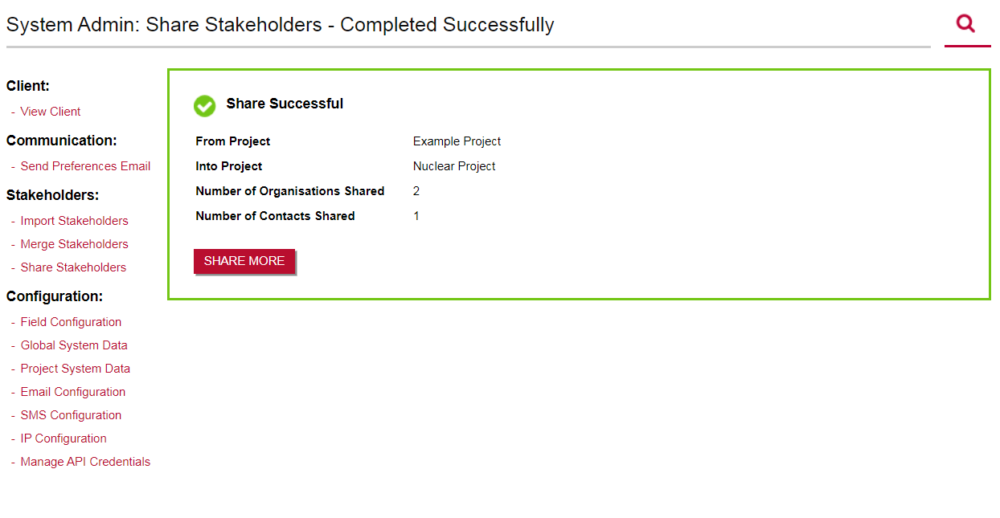 System Admin: Share Stakeholders - Completed Successfully
Client:
- View Client
Communication:
- Send Preferences Email
Stakeholders:
- Import Stakeholders
- Merge Stakeholders
- Share Stakeholders
Configuration:
- Field Configuration
- Global System Data
- Project System Data
- Email Configuration
- SMS Configuration
- IP Configuration
- Manage API Credentials
Share Successful
From Project Example Project
Into Project Nuclear Project
Number of Organisations Shared 2
Number of Contacts Shared 1
SHARE MORE